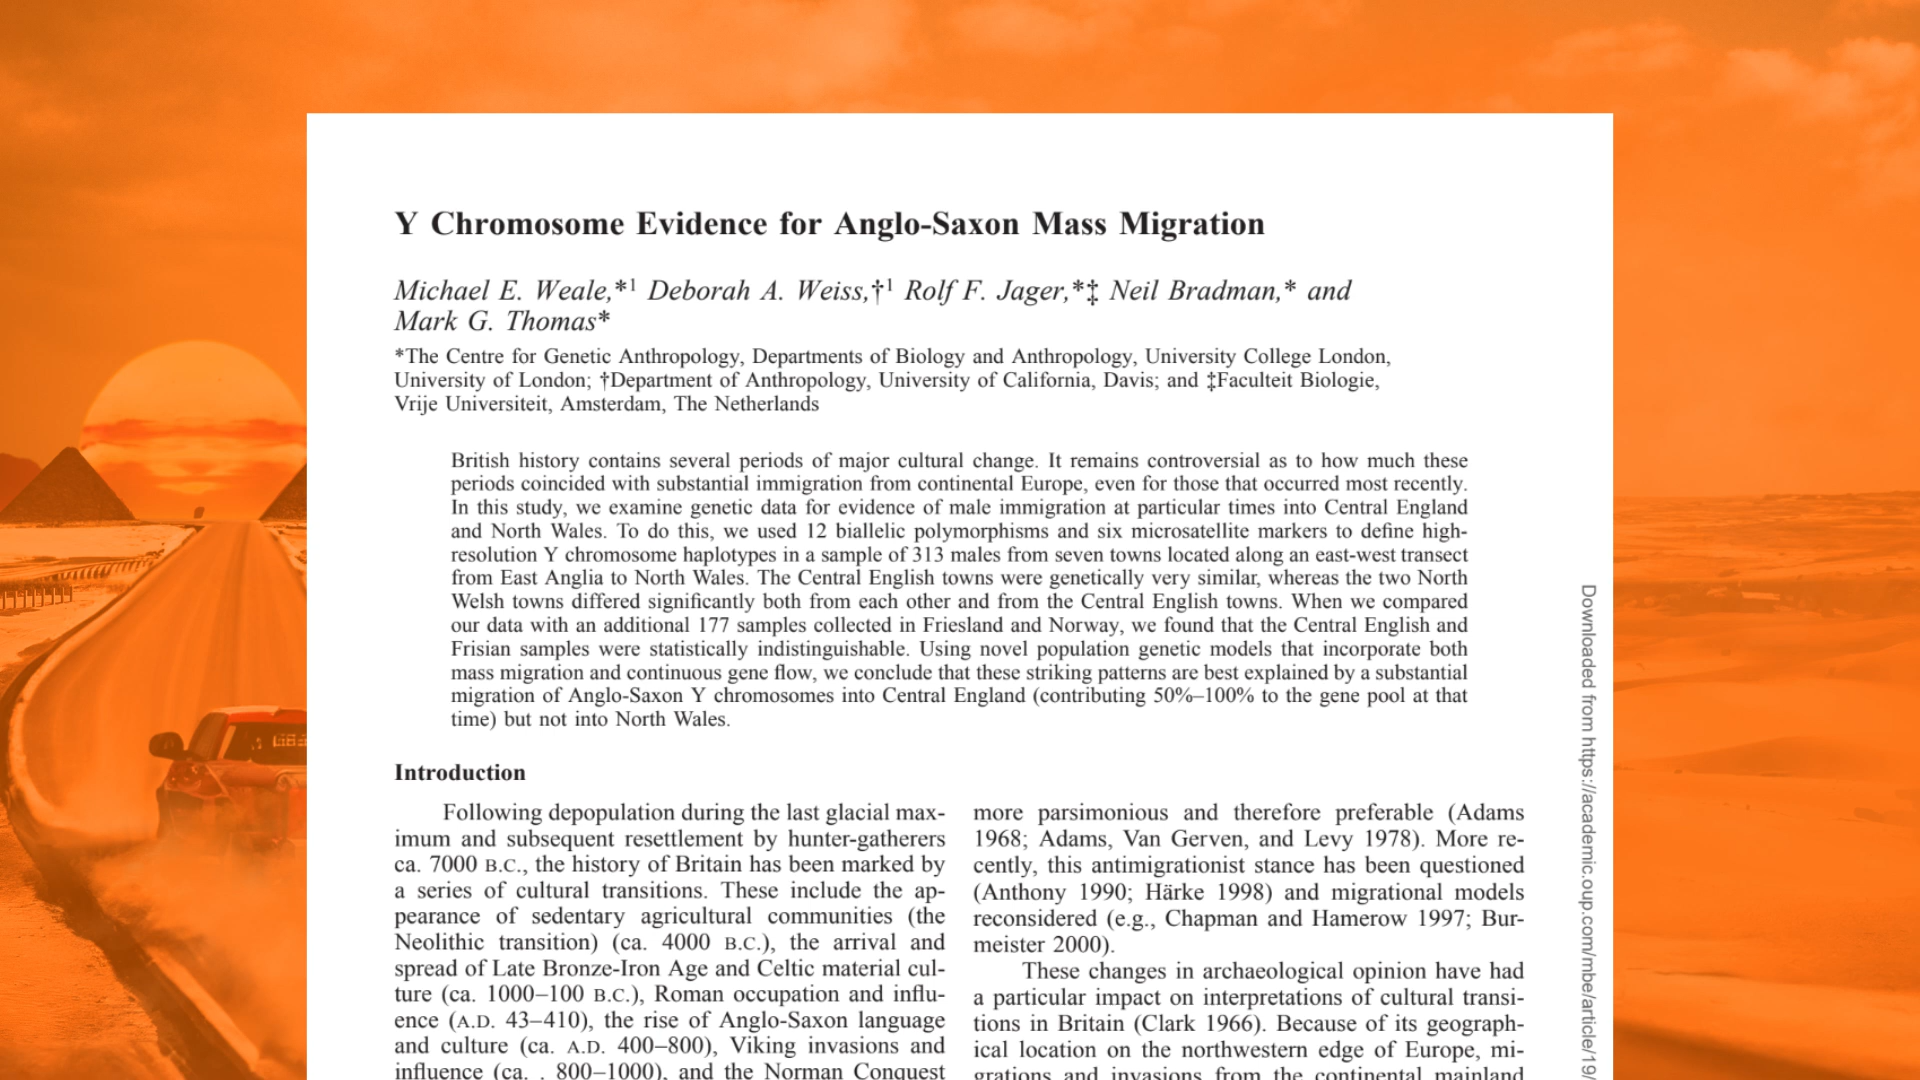 Y Chromosome Evidence for Anglo-Saxon Mass Migration
Michael E. Weale,*1 Deborah A. Weiss,†1 Rolf F. Jager,*‡ Neil Bradman,* and
Mark G. Thomas*
*The Centre for Genetic Anthropology, Departments of Biology and Anthropology, University College London,
University of London; †Department of Anthropology, University of California, Davis; and ‡Faculteit Biologie,
Vrije Universiteit, Amsterdam, The Netherlands
British history contains several periods of major cultural change. It remains controversial as to how much these
periods coincided with substantial immigration from continental Europe, even for those that occurred most recently.
In this study, we examine genetic data for evidence of male immigration at particular times into Central England
and North Wales. To do this, we used 12 biallelic polymorphisms and six microsatellite markers to define high-
resolution Y chromosome haplotypes in a sample of 313 males from seven towns located along an east-west transect
from East Anglia to North Wales. The Central English towns were genetically very similar, whereas the two North
Welsh towns differed significantly both from each other and from the Central English towns. When we compared
our data with an additional 177 samples collected in Friesland and Norway, we found that the Central English and
Frisian samples were statistically indistinguishable. Using novel population genetic models that incorporate both
mass migration and continuous gene flow, we conclude that these striking patterns are best explained by a substantial
migration of Anglo-Saxon Y chromosomes into Central England (contributing 50%–100% to the gene pool at that
time) but not into North Wales.
Introduction
Following depopulation during the last glacial max-
imum and subsequent resettlement by hunter-gatherers
ca. 7000 B.C., the history of Britain has been marked by
a series of cultural transitions. These include the ap-
pearance of sedentary agricultural communities (the
Neolithic transition) (ca. 4000 B.C.), the arrival and
spread of Late Bronze-Iron Age and Celtic material cul-
ture (ca. 1000–100 B.C.), Roman occupation and influ-
ence (A.D. 43–410), the rise of Anglo-Saxon language
and culture (ca. A.D. 400–800), Viking invasions and
influence (ca. . 800–1000), and the Norman Conquest
more parsimonious and therefore preferable (Adams
1968; Adams, Van Gerven, and Levy 1978). More re-
cently, this antimigrationist stance has been questioned
(Anthony 1990; Härke 1998) and migrational models
reconsidered (e.g., Chapman and Hamerow 1997; Bur-
meister 2000).
These changes in archaeological opinion have had
a particular impact on interpretations of cultural transi-
tions in Britain (Clark 1966). Because of its geograph-
ical location on the northwestern edge of Europe, mi-
grations and invasions from the continental mainland
Downloaded from https://academic.oup.com/mbe/article/19/